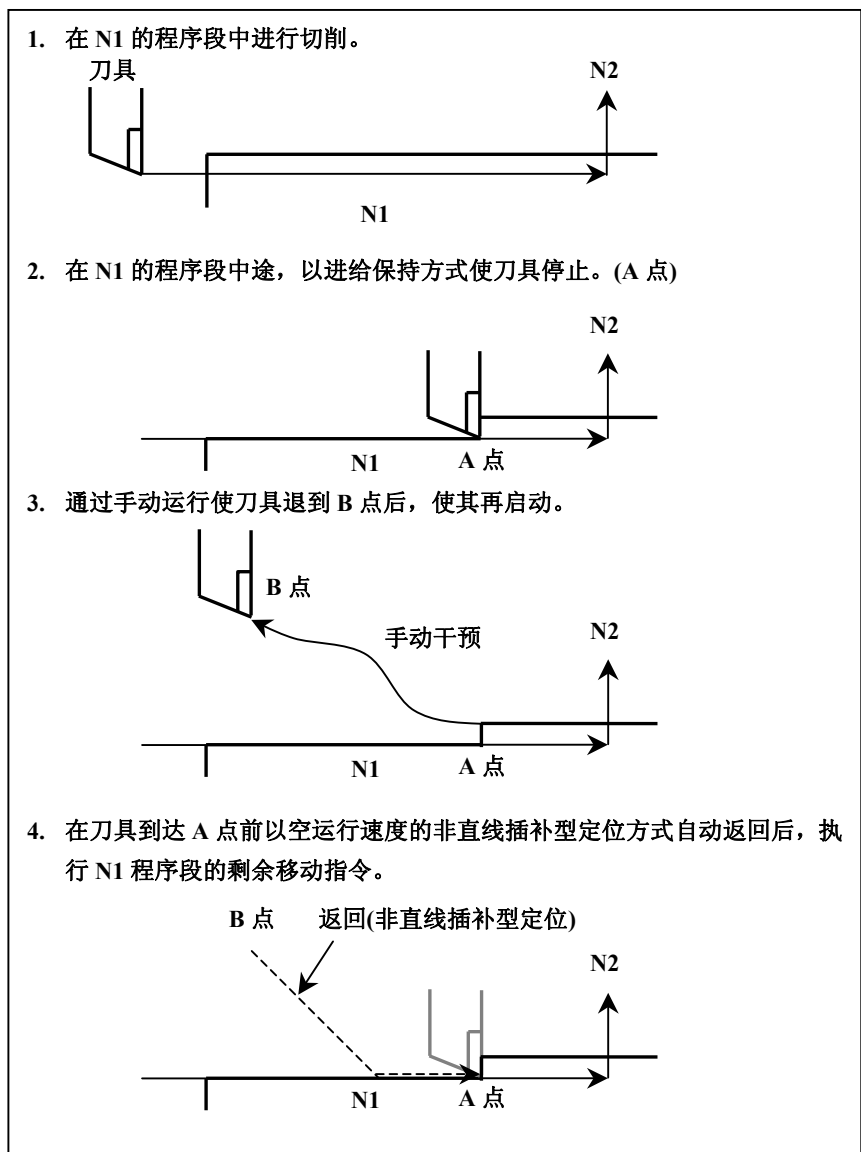 1. 在 N1 的程序段中进行切削。
刀具
N2
N1
2. 在 N1 的程序段中途，以进给保持方式使刀具停止。(A 点)
N2
N1
A 点
3. 通过手动运行使刀具退到 B 点后，使其再启动。
B 点
手动干预
N2
N1
A 点
4. 在刀具到达 A 点前以空运行速度的非直线插补型定位方式自动返回后，执
行 N1 程序段的剩余移动指令。
B 点
返回(非直线插补型定位)
N2
N1
A 点